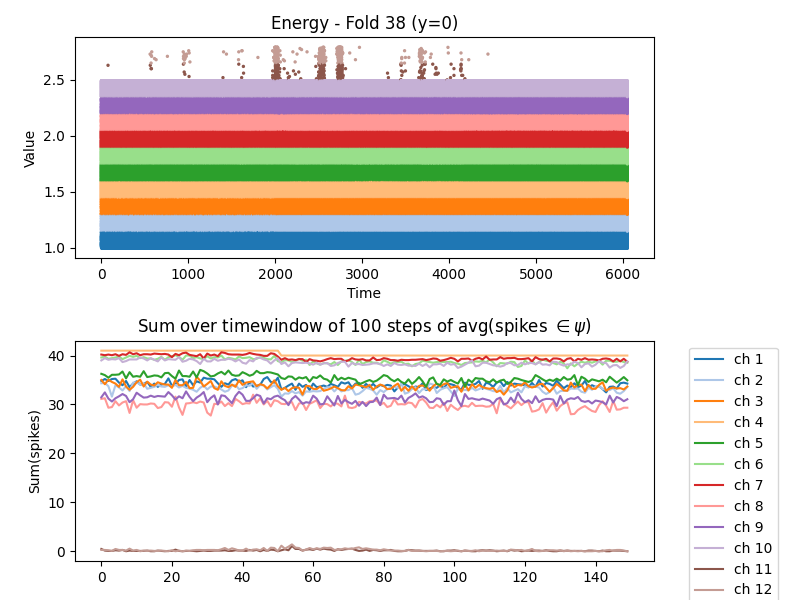 Energy - Fold 38 (y=0)
Value
2.5
2.0
1.5
1.0
0 1000 2000 3000 4000 5000 6000
Time
Sum over timewindow of 100 steps of avg(spikes ∈ ψ)
Sum(spikes)
40
30
20
10
0
0 20 40 60 80 100 120 140
ch 1
ch 2
ch 3
ch 4
ch 5
ch 6
ch 7
ch 8
ch 9
ch 10
ch 11
ch 12